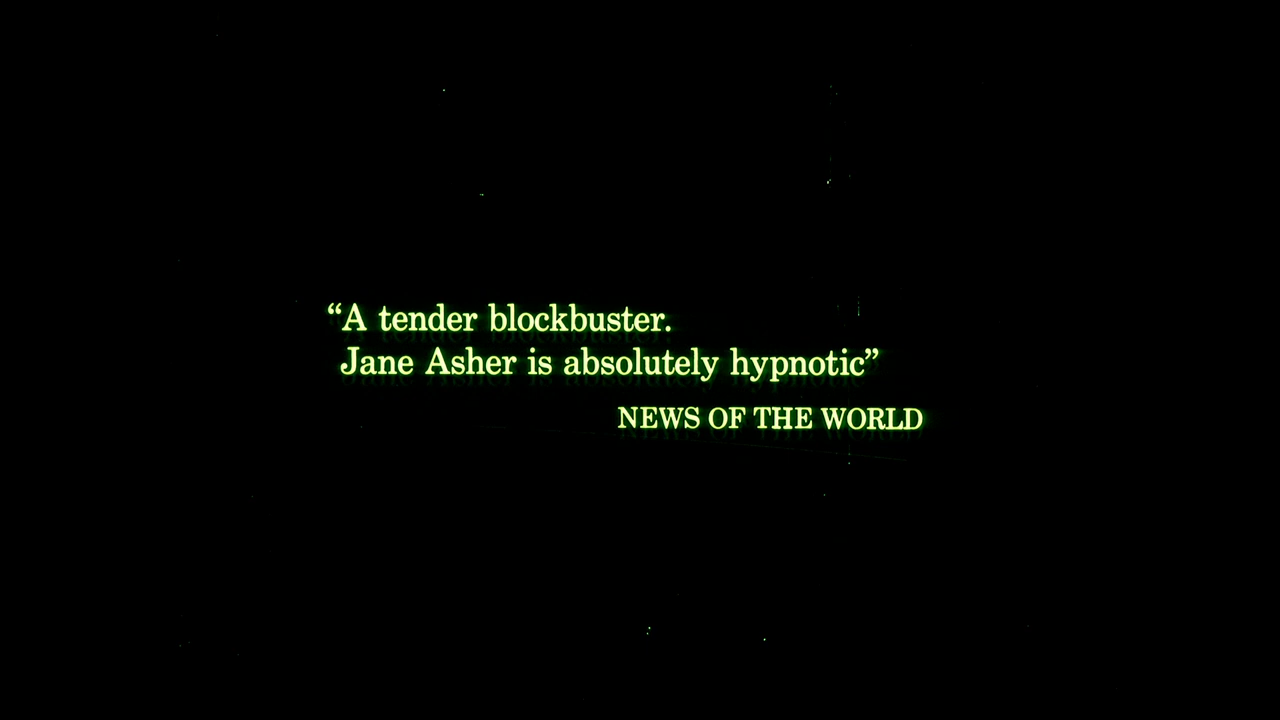 “A tender blockbuster.
Jane Asher is absolutely hypnotic”
NEWS OF THE WORLD